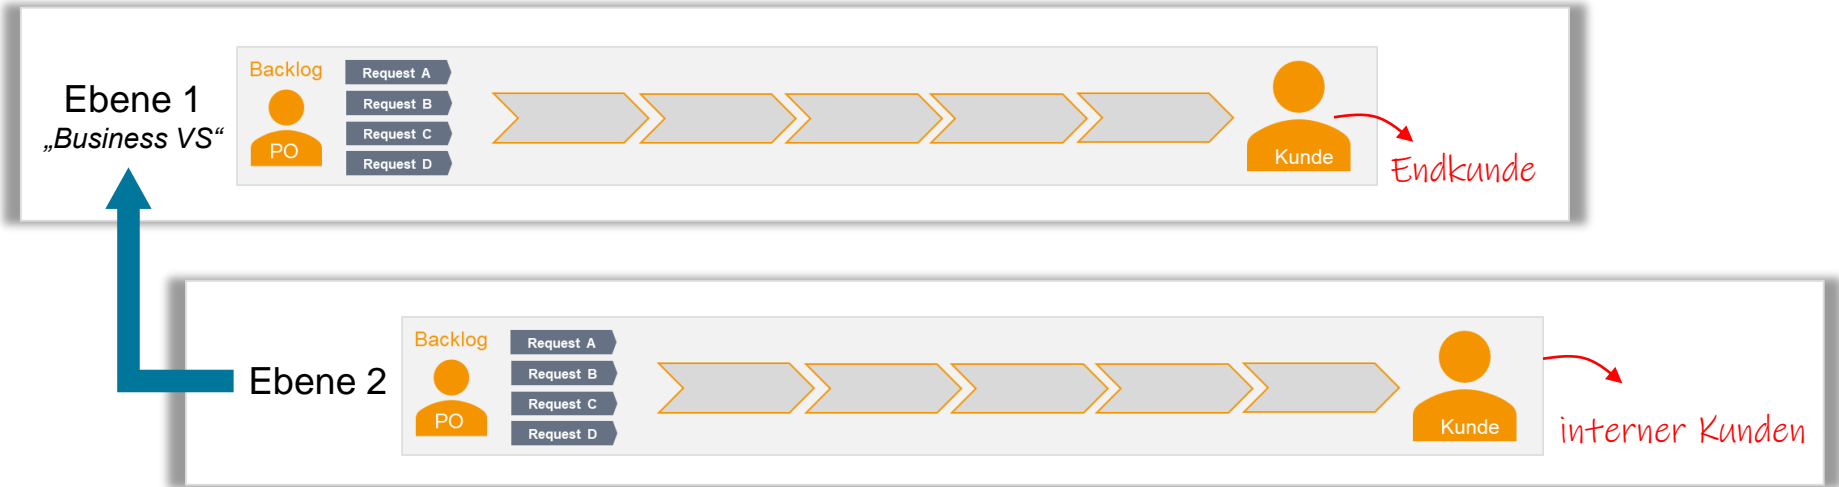 Ebene 1
„Business VS“
Backlog
PO
Request A
Request B
Request C
Request D
Kunde
Endkunde
Ebene 2
Backlog
PO
Request A
Request B
Request C
Request D
Kunde
interner Kunden